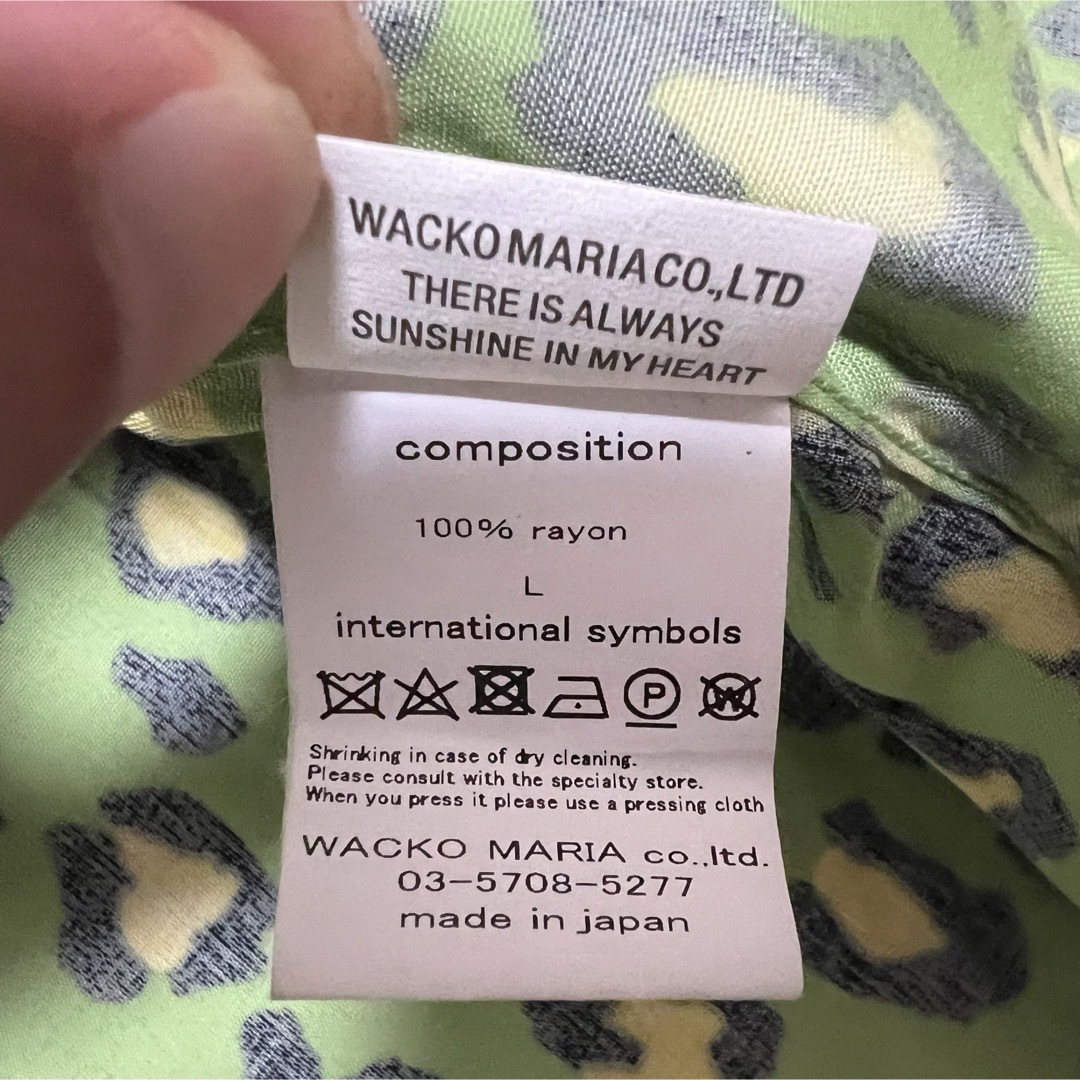 WACKO MARIA CO.,LTD
THERE IS ALWAYS
SUNSHINE IN MY HEART
composition
100% rayon
L
international symbols
P W
Shrinking in case of dry cleaning.
Please consult with the specialty store.
When you press it please use a pressing cloth
WACKO MARIA co.,ltd.
03-5708-5277
made in japan